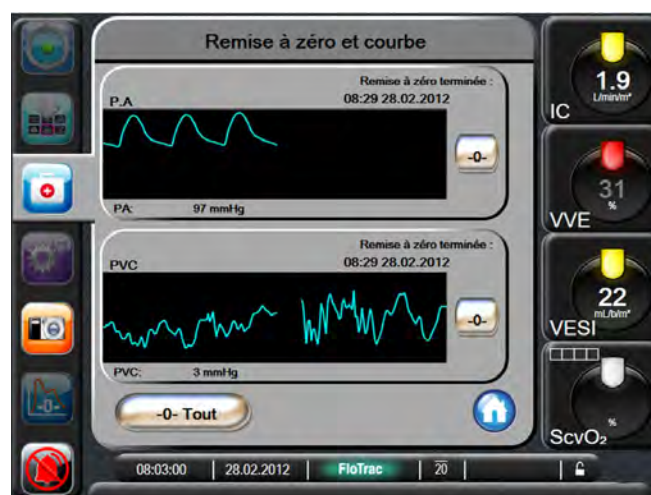 Remise à zéro et courbe
Remise à zéro terminée :
P.A
08:29 28.02.2012
-0-
PA: 97 mmHg
Remise à zéro terminée :
PVC
08:29 28.02.2012
-0-
PVC: 3 mmHg
-0- Tout
-0-
1.9
L/min/m²
IC
31
%
VVE
22
mL/b/m²
VESI
%
ScvO₂
08:03:00 28.02.2012 FloTrac 20